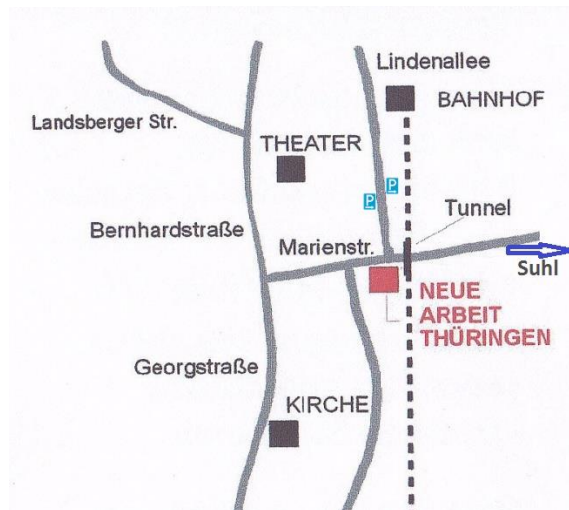 Lindenallee
BAHNHOF
Landsberger Str.
THEATER
P
P
Tunnel
Bernhardstraße
Marienstr.
Suhl
NEUE
ARBEIT
THÜRINGEN
Georgstraße
KIRCHE